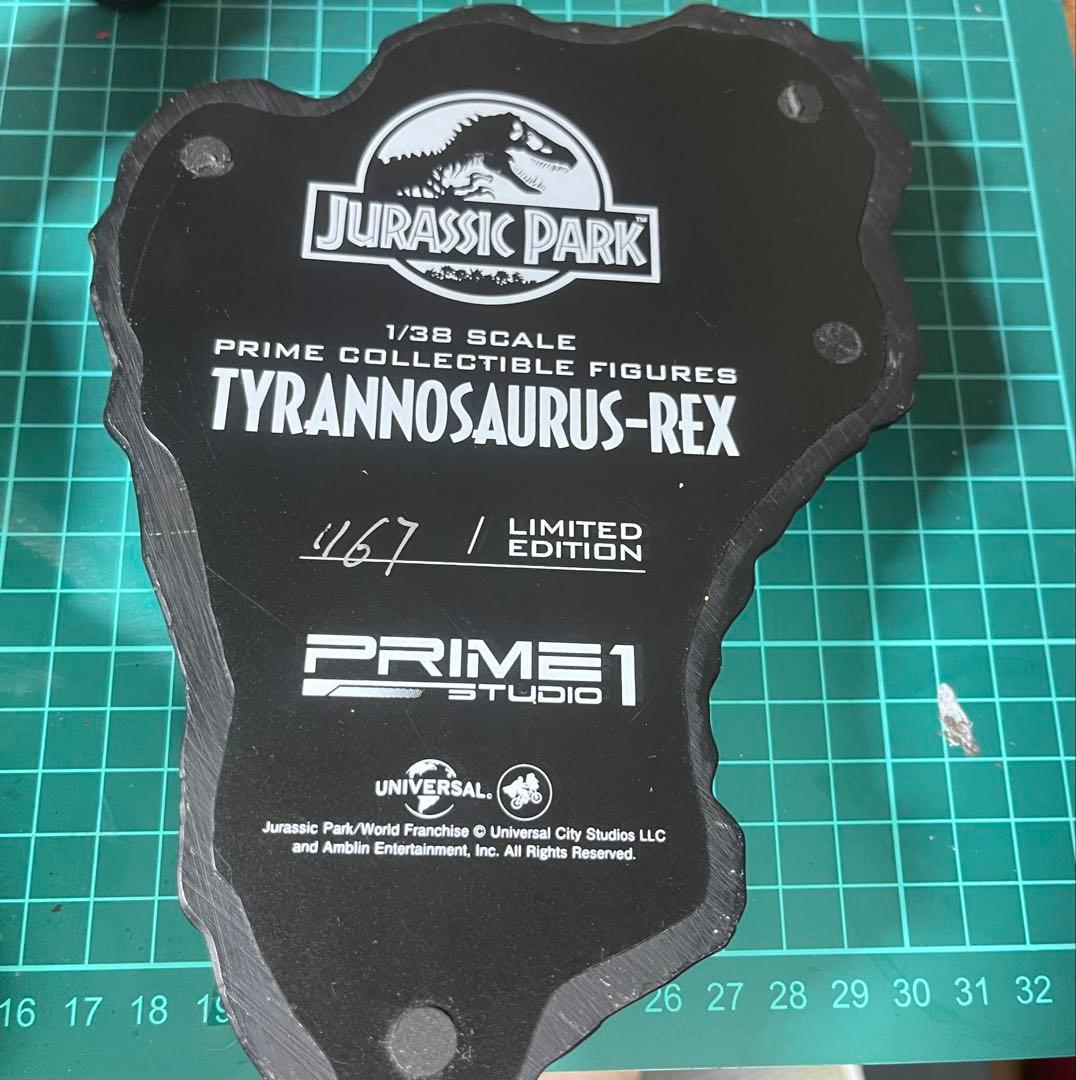 JURASSIC PARK™
1/38 SCALE
PRIME COLLECTIBLE FIGURES
TYRANNOSAURUS-REX
1167 / LIMITED EDITION
PRIME 1
STUDIO
UNIVERSAL®
Jurassic Park/World Franchise © Universal City Studios LLC
and Amblin Entertainment, Inc. All Rights Reserved.
16 17 18 19 26 27 28 29 30 31 32